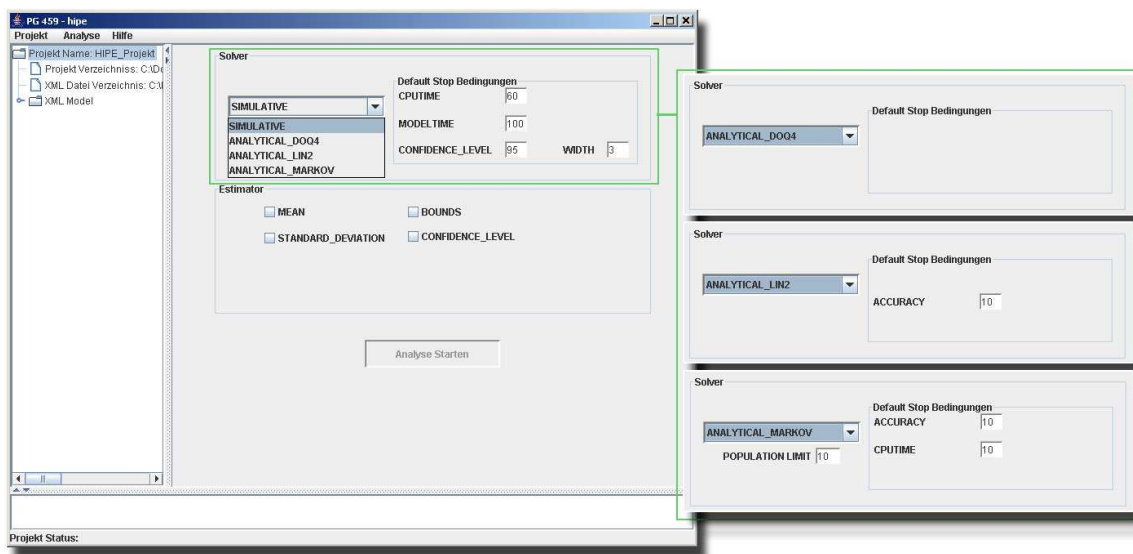 PG 459 - hipe
Projekt Analyse Hilfe
Projekt Name: HIPE_Projekt
Projekt Verzeichniss: C:\Do
XML Datei Verzeichnis: C:\
XML Model
Solver
SIMULATIVE
SIMULATIVE
ANALYTICAL_DOQ4
ANALYTICAL_LIN2
ANALYTICAL_MARKOV
Default Stop Bedingungen
CPUTIME 60
MODELTIME 100
CONFIDENCE_LEVEL 95 WIDTH 3
Estimator
MEAN BOUNDS
STANDARD_DEVIATION CONFIDENCE_LEVEL
Analyse Starten
Projekt Status:
Solver
ANALYTICAL_DOQ4
Default Stop Bedingungen
Solver
ANALYTICAL_LIN2
Default Stop Bedingungen
ACCURACY 10
Solver
ANALYTICAL_MARKOV
POPULATION LIMIT 10
Default Stop Bedingungen
ACCURACY 10
CPUTIME 10